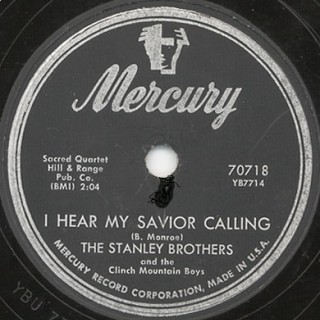 Mercury
Sacred Quartet
Hill & Range
Pub. Co.
(BMI) 2:04
70718
YB7714
I HEAR MY SAVIOR CALLING
(B. Monroe)
THE STANLEY BROTHERS
and the
Clinch Mountain Boys
MERCURY RECORD CORPORATION, MADE IN U.S.A.
YBU